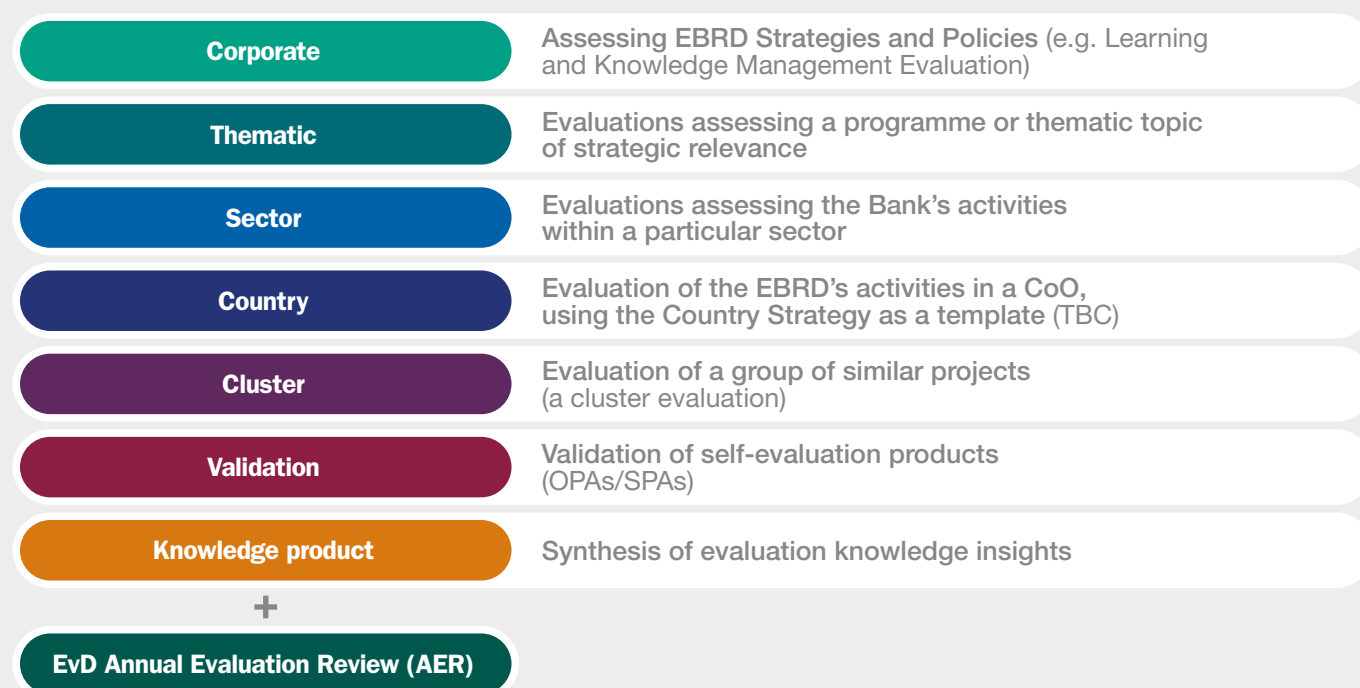 Corporate
Assessing EBRD Strategies and Policies (e.g. Learning
and Knowledge Management Evaluation)
Thematic
Evaluations assessing a programme or thematic topic
of strategic relevance
Sector
Evaluations assessing the Bank’s activities
within a particular sector
Country
Evaluation of the EBRD’s activities in a CoO,
using the Country Strategy as a template (TBC)
Cluster
Evaluation of a group of similar projects
(a cluster evaluation)
Validation
Validation of self-evaluation products
(OPAs/SPAs)
Knowledge product
Synthesis of evaluation knowledge insights
+
EvD Annual Evaluation Review (AER)